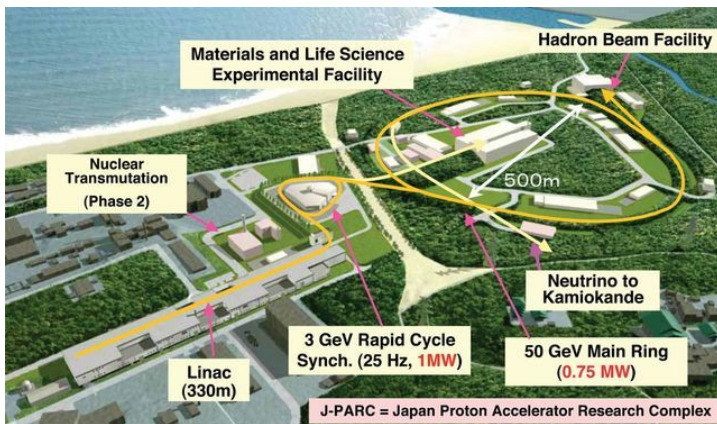 Hadron Beam Facility
Materials and Life Science
Experimental Facility
Nuclear
Transmutation
(Phase 2)
500m
Neutrino to
Kamiokande
3 GeV Rapid Cycle
Synch. (25 Hz, 1MW)
50 GeV Main Ring
(0.75 MW)
Linac
(330m)
J-PARC = Japan Proton Accelerator Research Complex